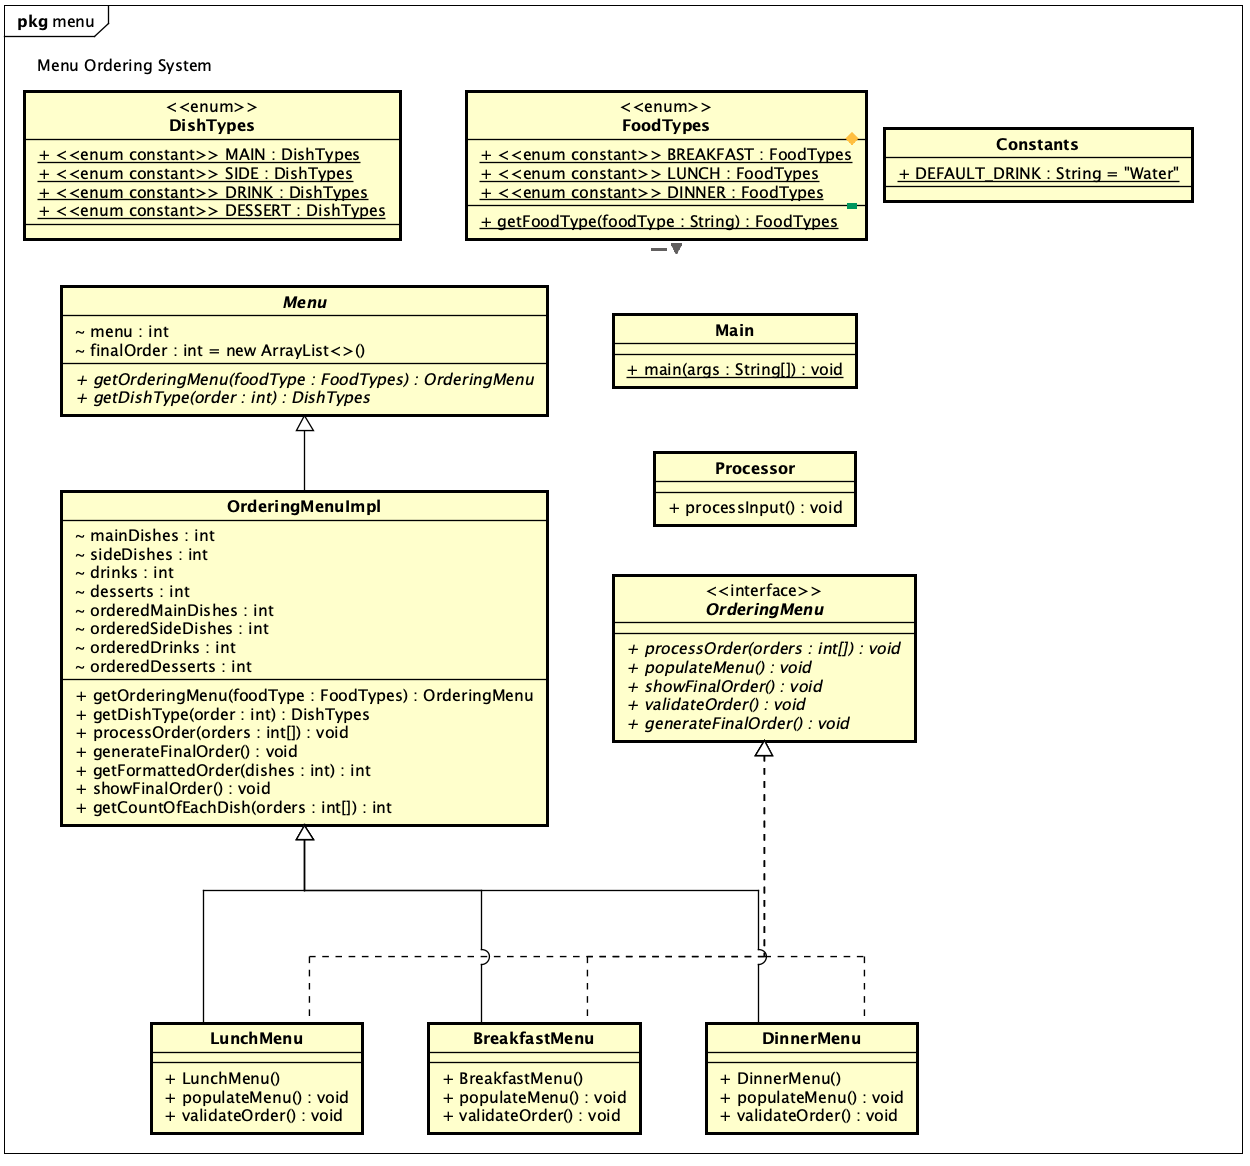 pkg menu
Menu Ordering System
<<enum>>
DishTypes
+ <<enum constant>> MAIN : DishTypes
+ <<enum constant>> SIDE : DishTypes
+ <<enum constant>> DRINK : DishTypes
+ <<enum constant>> DESSERT : DishTypes
<<enum>>
FoodTypes
+ <<enum constant>> BREAKFAST : FoodTypes
+ <<enum constant>> LUNCH : FoodTypes
+ <<enum constant>> DINNER : FoodTypes
+ getFoodType(foodType : String) : FoodTypes
Constants
+ DEFAULT_DRINK : String = "Water"
Menu
~ menu : int
~ finalOrder : int = new ArrayList<>()
+ getOrderingMenu(foodType : FoodTypes) : OrderingMenu
+ getDishType(order : int) : DishTypes
Main
+ main(args : String[]) : void
Processor
+ processInput() : void
OrderingMenuImpl
~ mainDishes : int
~ sideDishes : int
~ drinks : int
~ desserts : int
~ orderedMainDishes : int
~ orderedSideDishes : int
~ orderedDrinks : int
~ orderedDesserts : int
+ getOrderingMenu(foodType : FoodTypes) : OrderingMenu
+ getDishType(order : int) : DishTypes
+ processOrder(orders : int[]) : void
+ generateFinalOrder() : void
+ getFormattedOrder(dishes : int) : int
+ showFinalOrder() : void
+ getCountOfEachDish(orders : int[]) : int
<<interface>>
OrderingMenu
+ processOrder(orders : int[]) : void
+ populateMenu() : void
+ showFinalOrder() : void
+ validateOrder() : void
+ generateFinalOrder() : void
LunchMenu
+ LunchMenu()
+ populateMenu() : void
+ validateOrder() : void
BreakfastMenu
+ BreakfastMenu()
+ populateMenu() : void
+ validateOrder() : void
DinnerMenu
+ DinnerMenu()
+ populateMenu() : void
+ validateOrder() : void